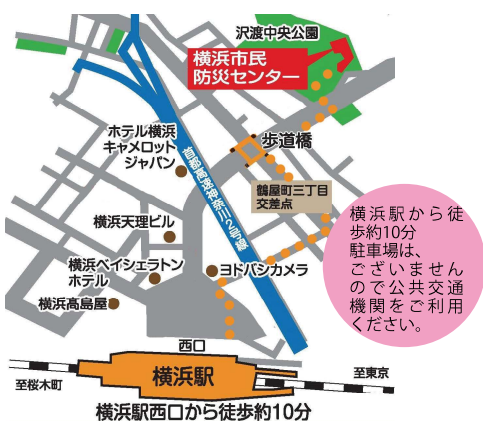 沢渡中央公園
横浜市民
防災センター
歩道橋
ホテル横浜
キャメロット
ジャパン
首都高速神奈川2号線
鶴屋町三丁目
交差点
横浜天理ビル
横浜ベイシェラトン
ホテル
ヨドバシカメラ
横浜髙島屋
横浜駅から徒
歩約10分
駐車場は、
ございません
ので公共交通
機関をご利用
ください。
西口
横浜駅
至桜木町
至東京
横浜駅西口から徒歩約10分